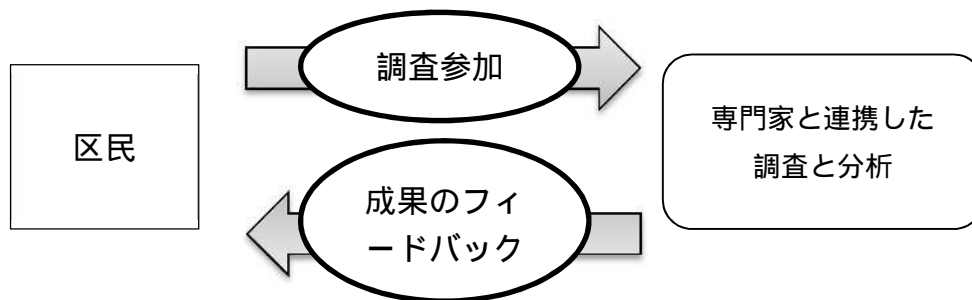 調査参加
区民
専門家と連携した
調査と分析
成果のフィ
ードバック